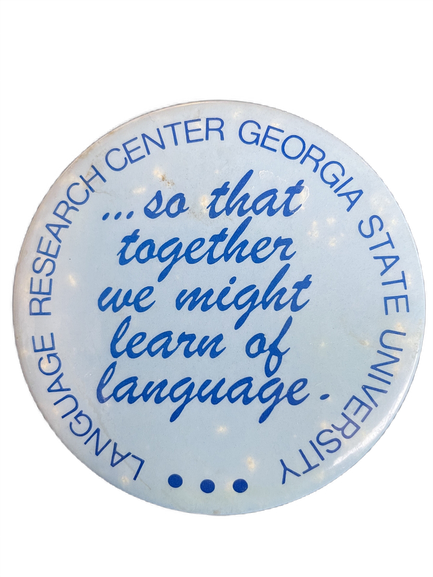 LANGUAGE RESEARCH CENTER GEORGIA STATE UNIVERSITY
...so that
together
we might
learn of
language.